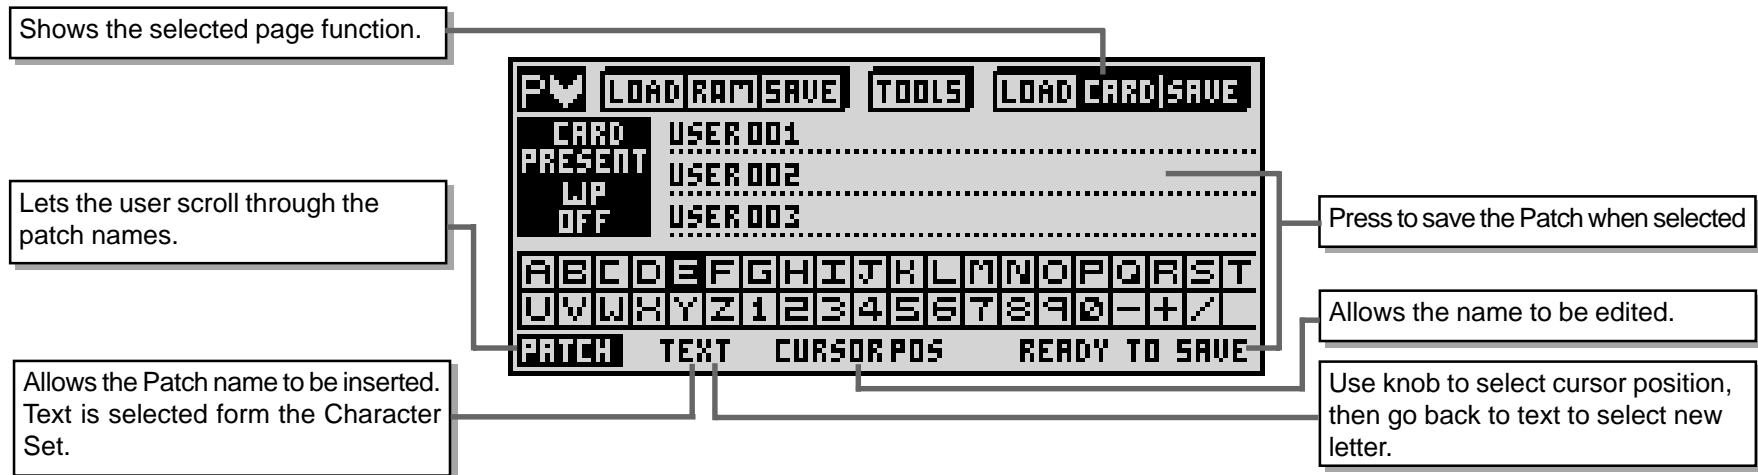 Shows the selected page function.
PV LOAD RAM SAVE TOOLS LOAD CARD SAVE
CARD
PRESENT
WP
OFF
USER 001
USER 002
USER 003
Lets the user scroll through the
patch names.
Press to save the Patch when selected
A B C D E F G H I J K L M N O P Q R S T
U V W X Y Z 1 2 3 4 5 6 7 8 9 0 - + /
PATCH TEXT CURSOR POS READY TO SAVE
Allows the name to be edited.
Allows the Patch name to be inserted.
Text is selected form the Character
Set.
Use knob to select cursor position,
then go back to text to select new
letter.